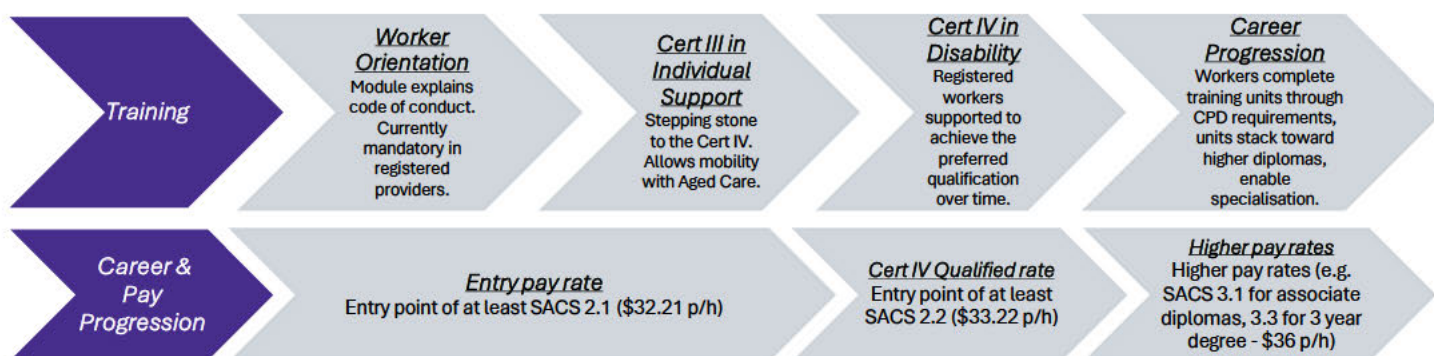 Training
Worker
Orientation
Module explains
code of conduct.
Currently
mandatory in
registered
providers.
Cert III in
Individual
Support
Stepping stone
to the Cert IV.
Allows mobility
with Aged Care.
Cert IV in
Disability
Registered
workers
supported to
achieve the
preferred
qualification
over time.
Career
Progression
Workers complete
training units through
CPD requirements,
units stack toward
higher diplomas,
enable
specialisation.
Career &
Pay
Progression
Entry pay rate
Entry point of at least SACS 2.1 ($32.21 p/h)
Cert IV Qualified rate
Entry point of at least
SACS 2.2 ($33.22 p/h)
Higher pay rates
Higher pay rates (e.g.
SACS 3.1 for associate
diplomas, 3.3 for 3 year
degree - $36 p/h)